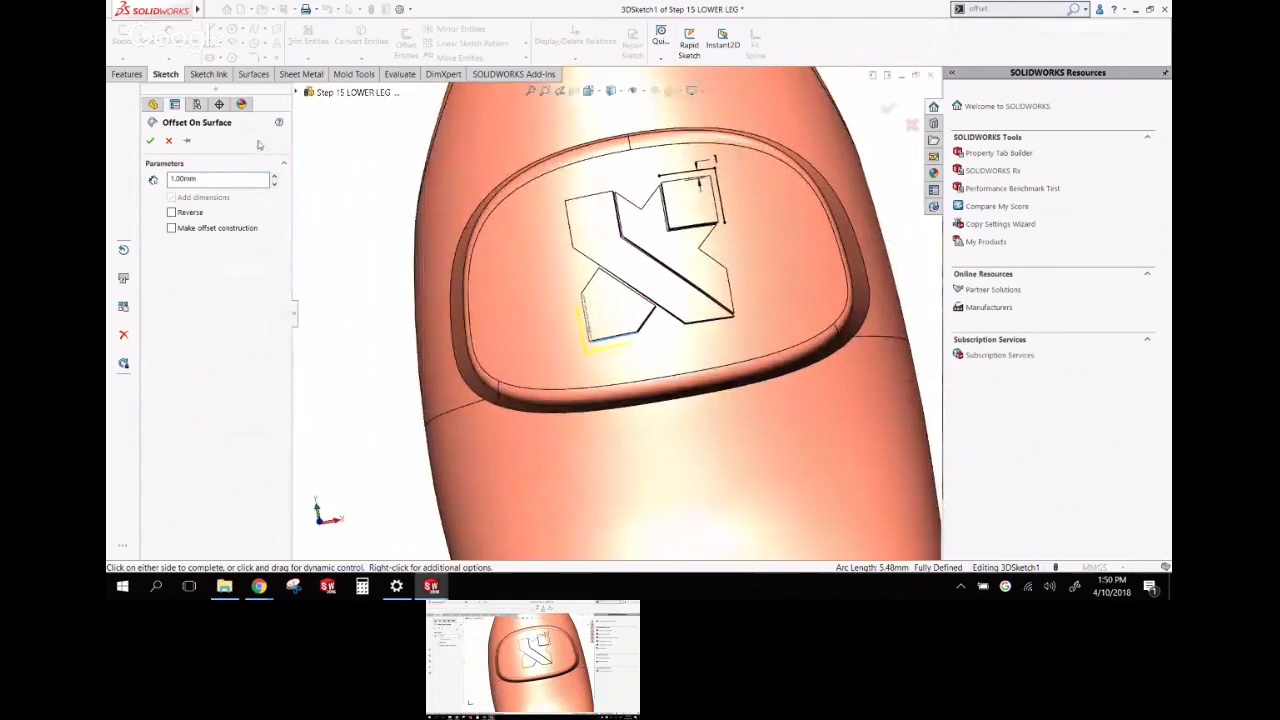 SOLIDWORKS
3DSketch1 of Step 15 LOWER LEG *
offset
Google
Trim Entities
Convert Entities
Offset Entities
Mirror Entities
Linear Sketch Pattern
Move Entities
Display/Delete Relations
Repair Sketch
Qui...
Rapid Sketch
Instant2D
Fit Spline
Features
Sketch
Sketch Ink
Surfaces
Sheet Metal
Mold Tools
Evaluate
DimXpert
SOLIDWORKS Add-Ins
Step 15 LOWER LEG ...
Offset On Surface
Parameters
1.00mm
Add dimensions
Reverse
Make offset construction
1
Y
X
SOLIDWORKS Resources
Welcome to SOLIDWORKS
SOLIDWORKS Tools
Property Tab Builder
SOLIDWORKS Rx
Performance Benchmark Test
Compare My Score
Copy Settings Wizard
My Products
Online Resources
Partner Solutions
Manufacturers
Subscription Services
Subscription Services
Click on either side to complete, or click and drag for dynamic control. Right-click for additional options.
Arc Length: 5.48mm
Fully Defined
Editing 3DSketch1
MMGS
1:50 PM
4/10/2018